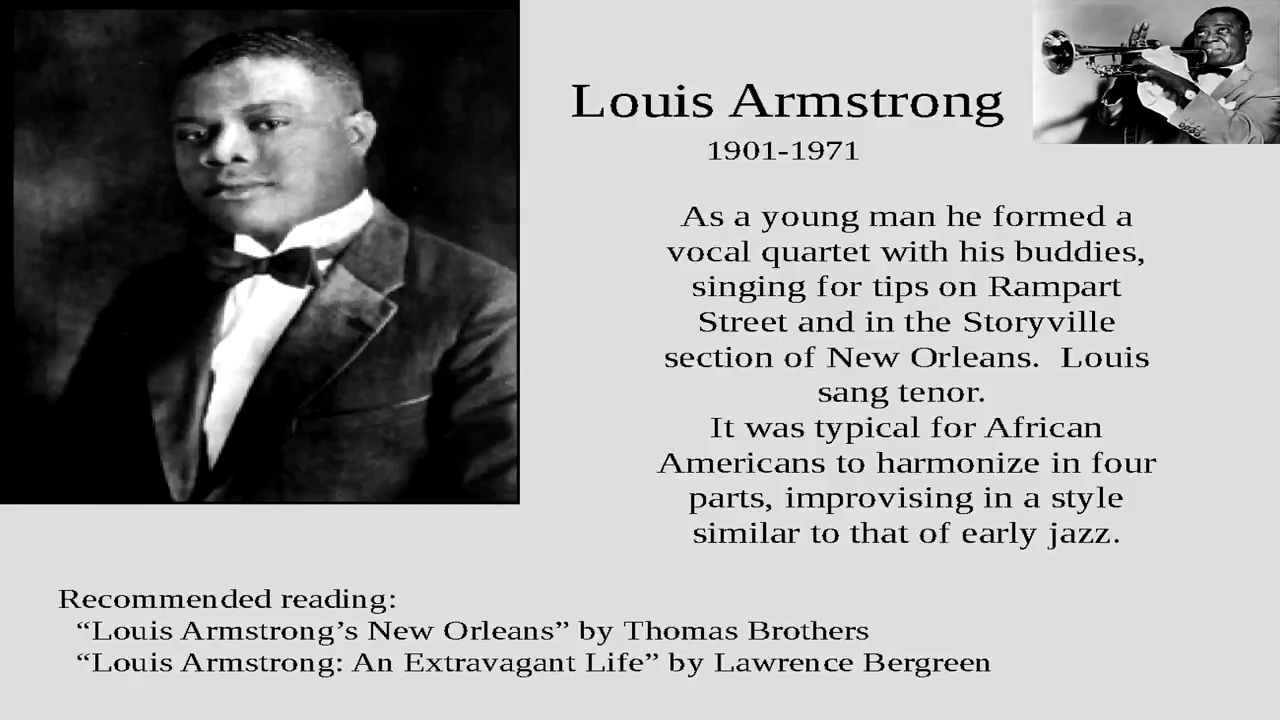 Louis Armstrong
1901-1971
As a young man he formed a
vocal quartet with his buddies,
singing for tips on Rampart
Street and in the Storyville
section of New Orleans.  Louis
sang tenor.
It was typical for African
Americans to harmonize in four
parts, improvising in a style
similar to that of early jazz.
Recommended reading:
“Louis Armstrong’s New Orleans” by Thomas Brothers
“Louis Armstrong: An Extravagant Life” by Lawrence Bergreen